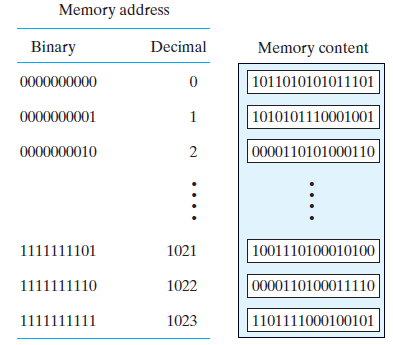 Memory address
Binary Decimal Memory content
0000000000 0 1011010101011101
0000000001 1 1010101110001001
0000000010 2 0000110101000110
1111111101 1021 1001110100010100
1111111110 1022 0000110100011110
1111111111 1023 1101111000100101